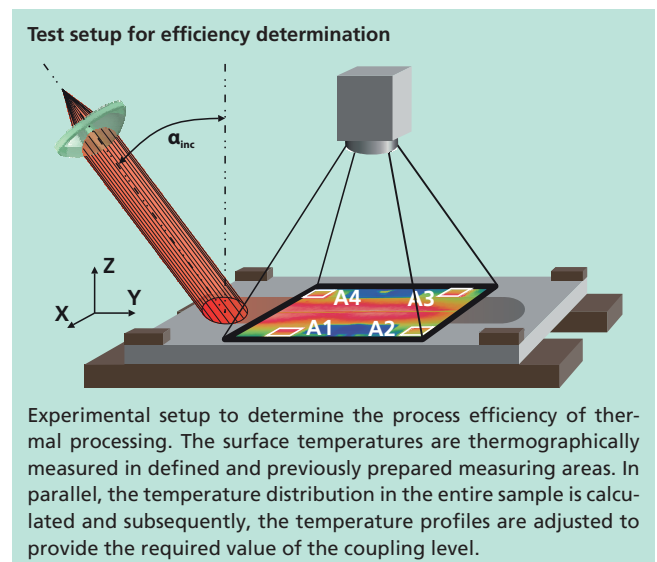 Test setup for efficiency determination
α inc
Z
Y
X
A4 A3
A1 A2
Experimental setup to determine the process efficiency of ther-
mal processing. The surface temperatures are thermographically
measured in defined and previously prepared measuring areas. In
parallel, the temperature distribution in the entire sample is calcu-
lated and subsequently, the temperature profiles are adjusted to
provide the required value of the coupling level.